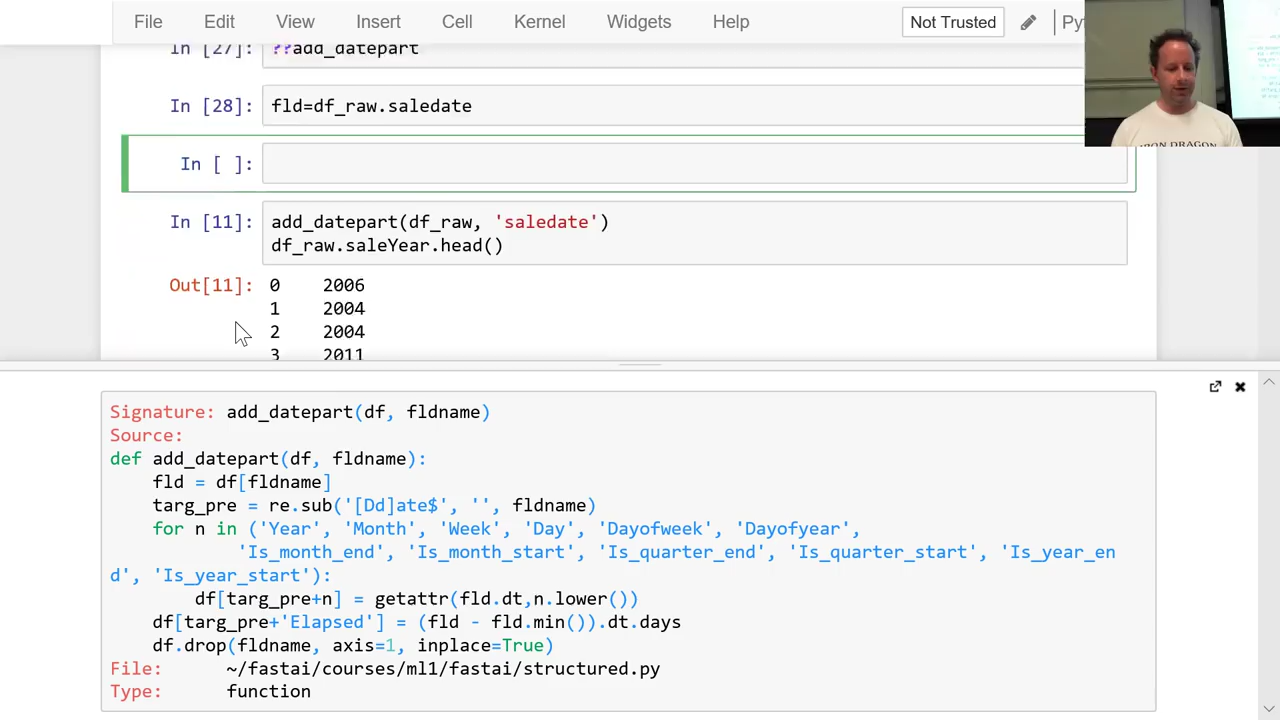 File Edit View Insert Cell Kernel Widgets Help Not Trusted Py
In [27]: ??add_datepart
In [28]: fld=df_raw.saledate
In [ ]:
In [11]: add_datepart(df_raw, 'saledate')
df_raw.saleYear.head()
Out[11]: 0 2006
1 2004
2 2004
3 2011
Signature: add_datepart(df, fldname)
Source:
def add_datepart(df, fldname):
fld = df[fldname]
targ_pre = re.sub('[Dd]ate$', '', fldname)
for n in ('Year', 'Month', 'Week', 'Day', 'Dayofweek', 'Dayofyear',
'Is_month_end', 'Is_month_start', 'Is_quarter_end', 'Is_quarter_start', 'Is_year_en
d', 'Is_year_start'):
df[targ_pre+n] = getattr(fld.dt,n.lower())
df[targ_pre+'Elapsed'] = (fld - fld.min()).dt.days
df.drop(fldname, axis=1, inplace=True)
File: ~/fastai/courses/ml1/fastai/structured.py
Type: function